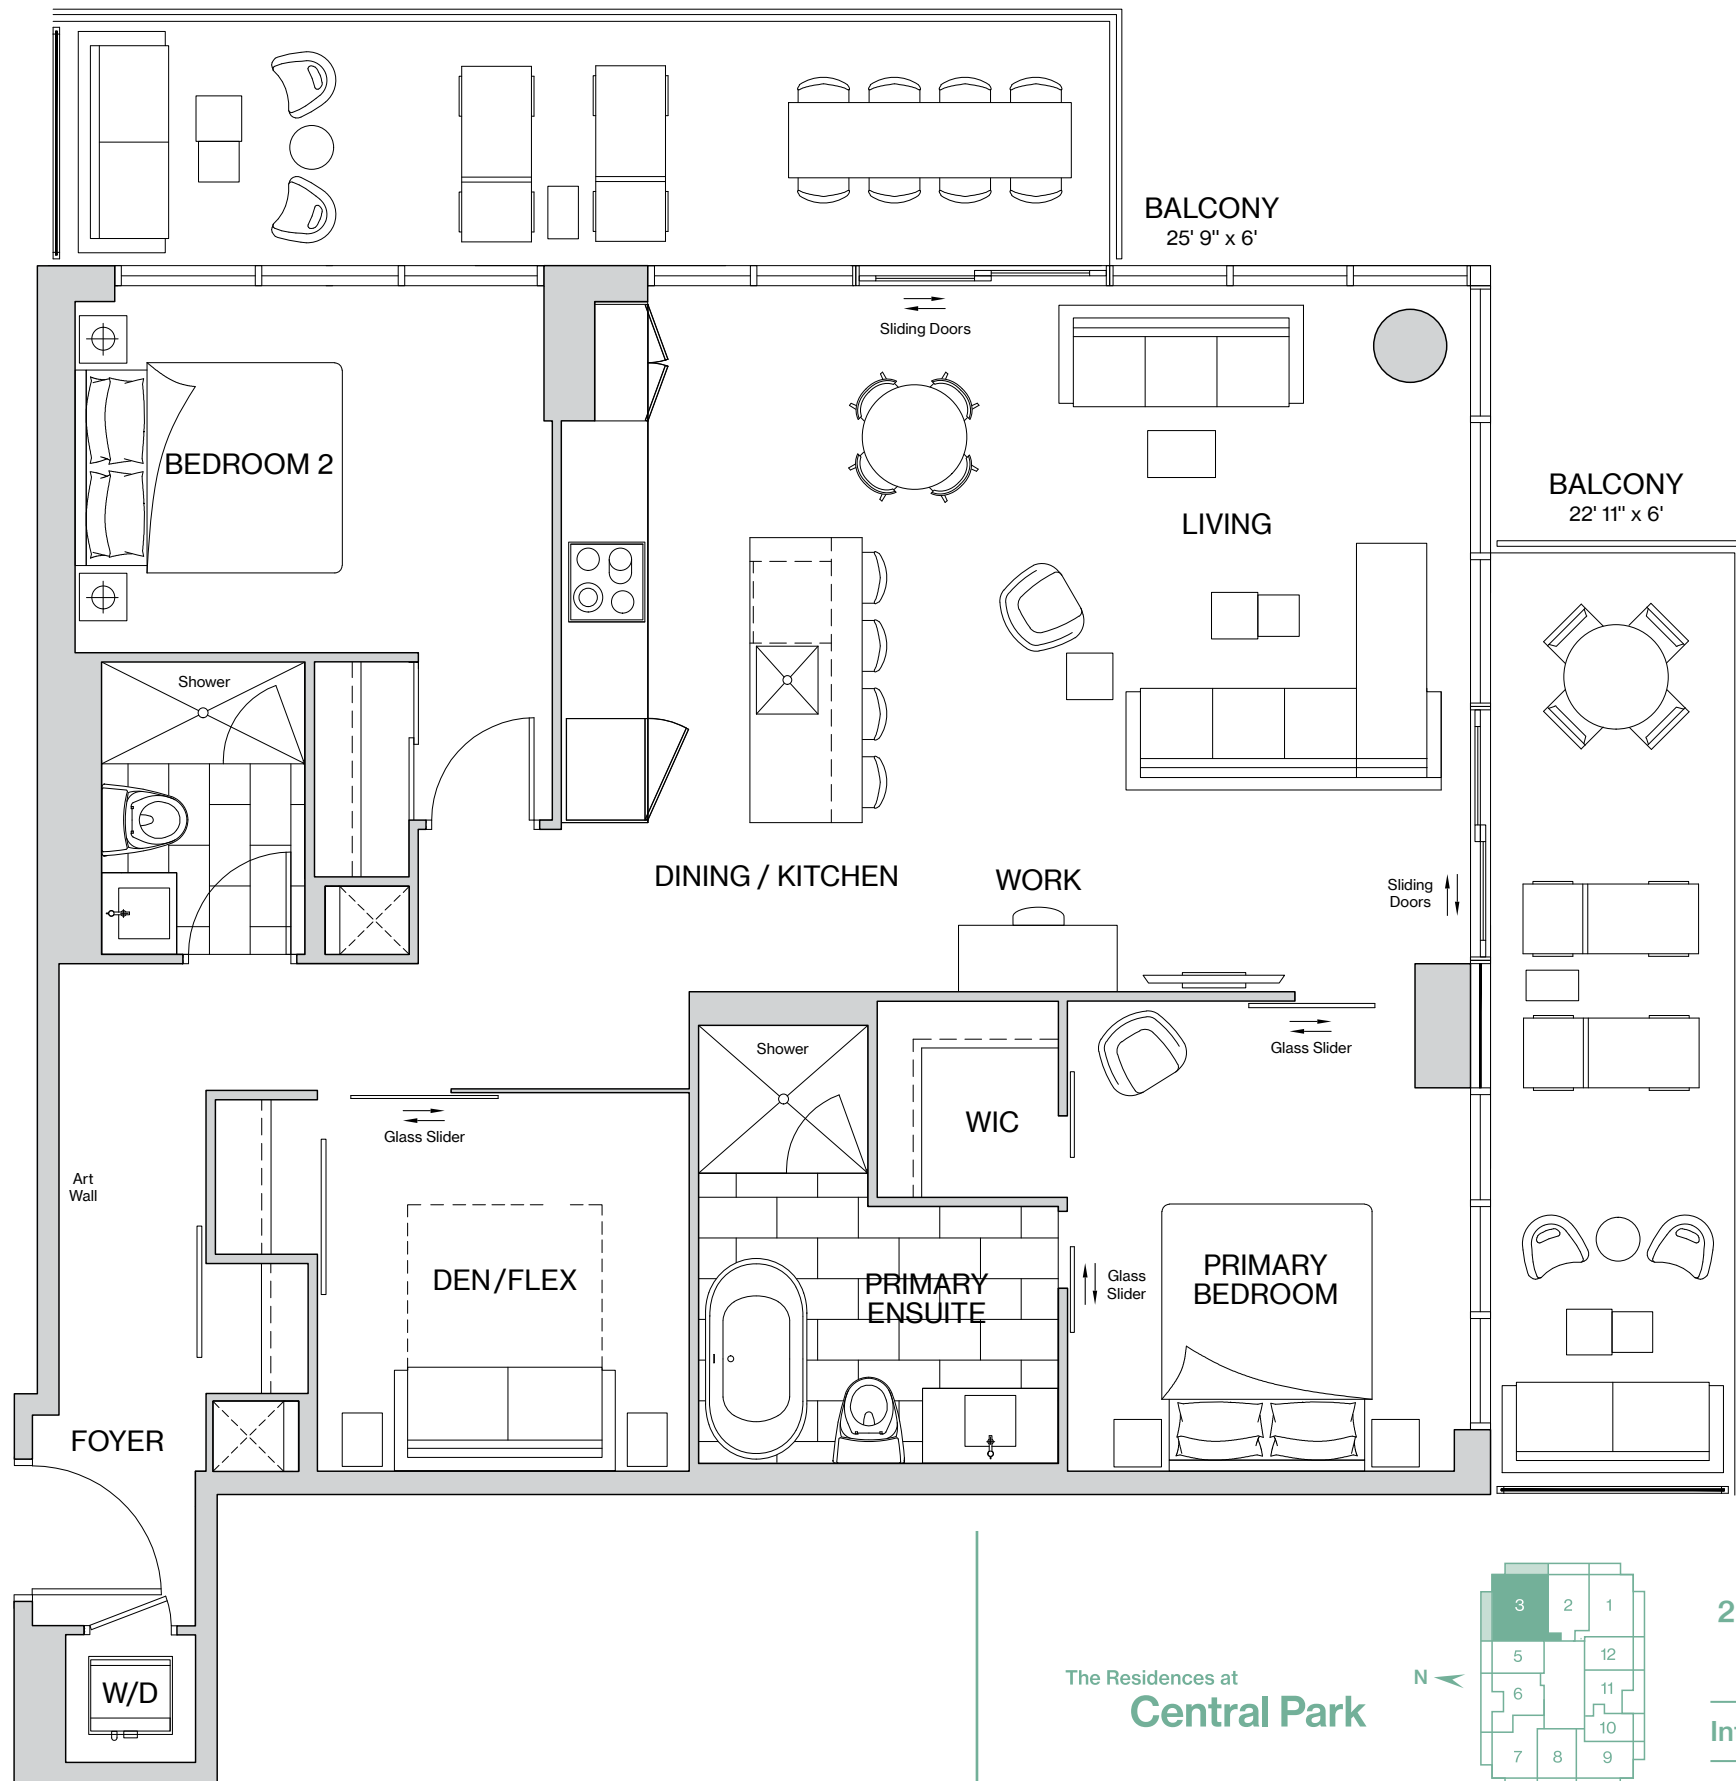 BALCONY
25' 9" x 6'
Sliding Doors
BEDROOM 2
LIVING
BALCONY
22' 11" x 6'
Shower
DINING / KITCHEN
WORK
Sliding
Doors
Shower
Glass Slider
WIC
Glass Slider
Art
Wall
DEN/FLEX
PRIMARY
ENSUITE
Glass
Slider
PRIMARY
BEDROOM
FOYER
W/D
The Residences at
Central Park
N
3
2
1
5
12
6
11
10
7
8
9
2